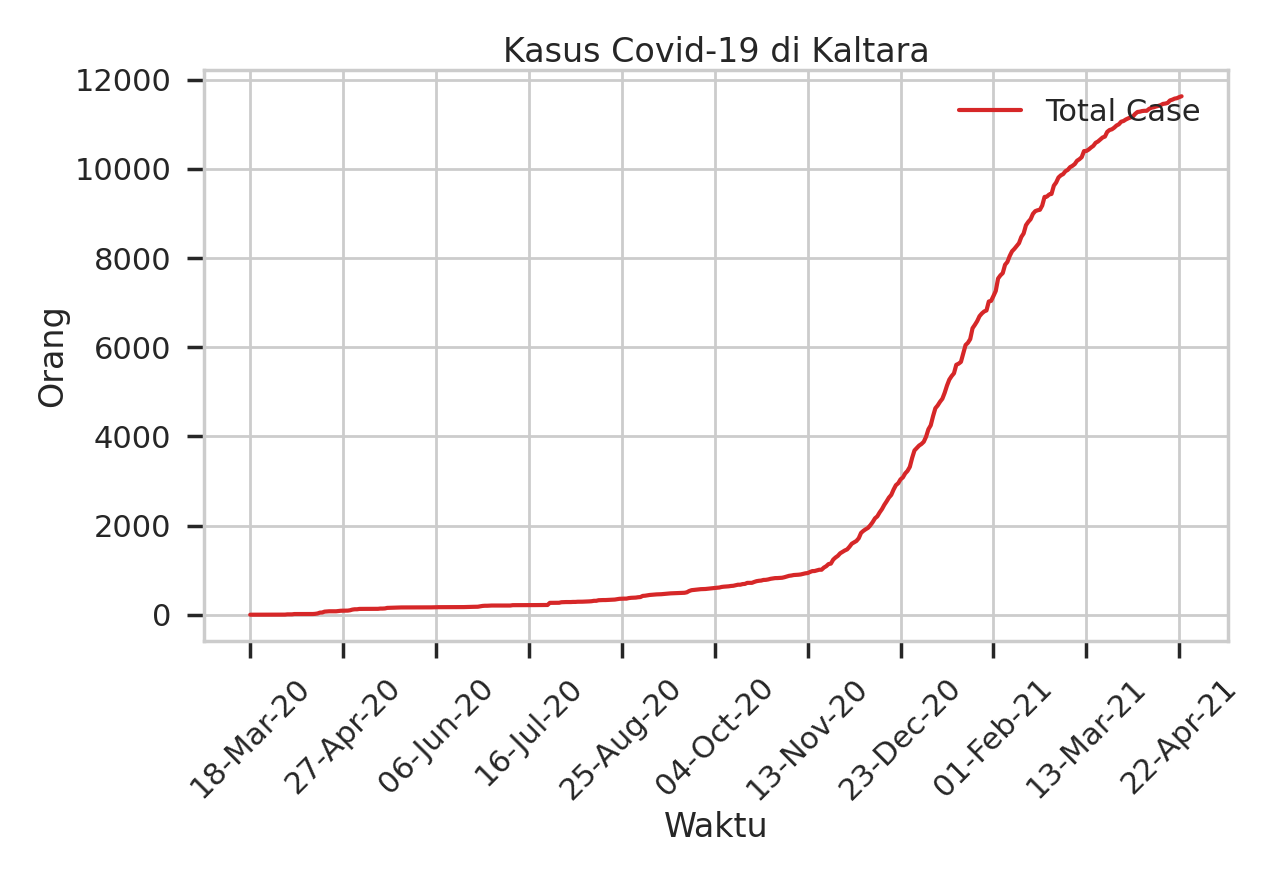 Kasus Covid-19 di Kaltara
12000
10000
8000
6000
4000
2000
0
Orang
Total Case
18-Mar-20
27-Apr-20
06-Jun-20
16-Jul-20
25-Aug-20
04-Oct-20
13-Nov-20
23-Dec-20
01-Feb-21
13-Mar-21
22-Apr-21
Waktu